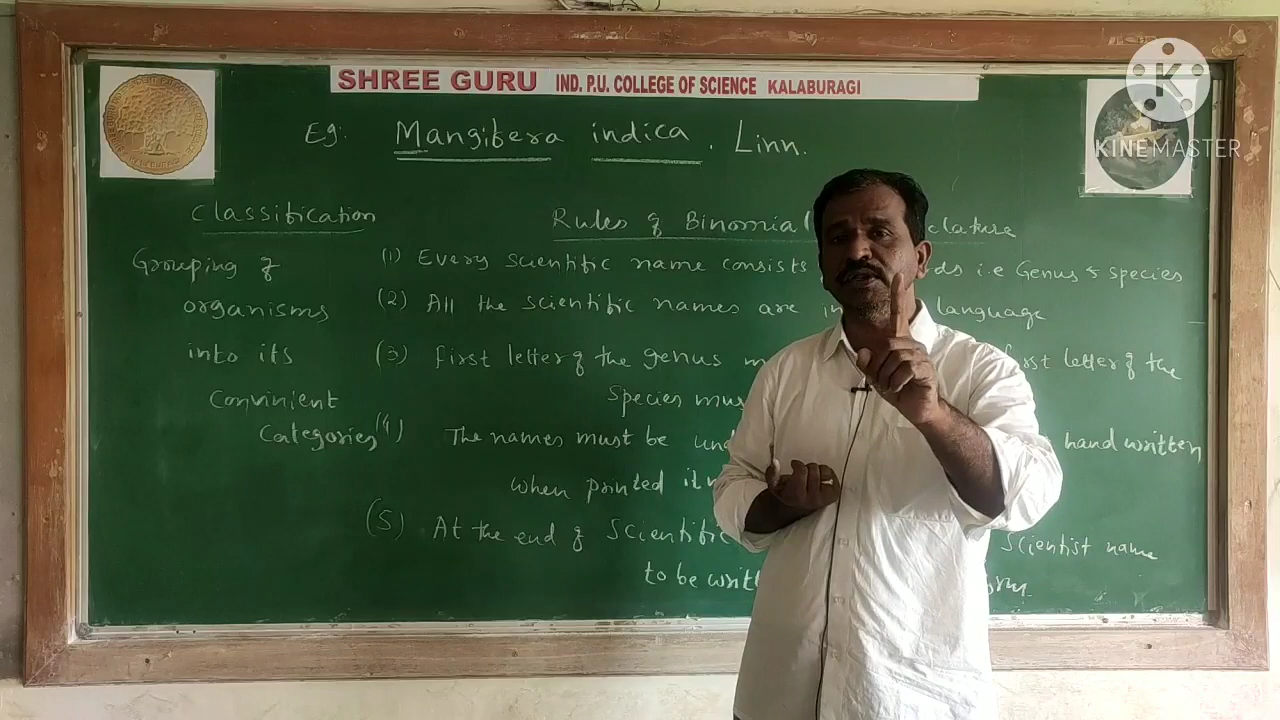 SHREE GURU IND. P.U. COLLEGE OF SCIENCE KALABURAGI
KINEMASTER
Eg. Mangifera indica. Linn.
Classification
Grouping of
organisms
into its
Convinient
Categories
Rules of Binomial clature
(1) Every scientific name consists ds i.e Genus & species
(2) All the scientific names are in language
(3) first letter of the genus m first letter of the
Species mus
(4) The names must be und hand written
when printed it
(5) At the end of Scientific Scientist name
to be writ